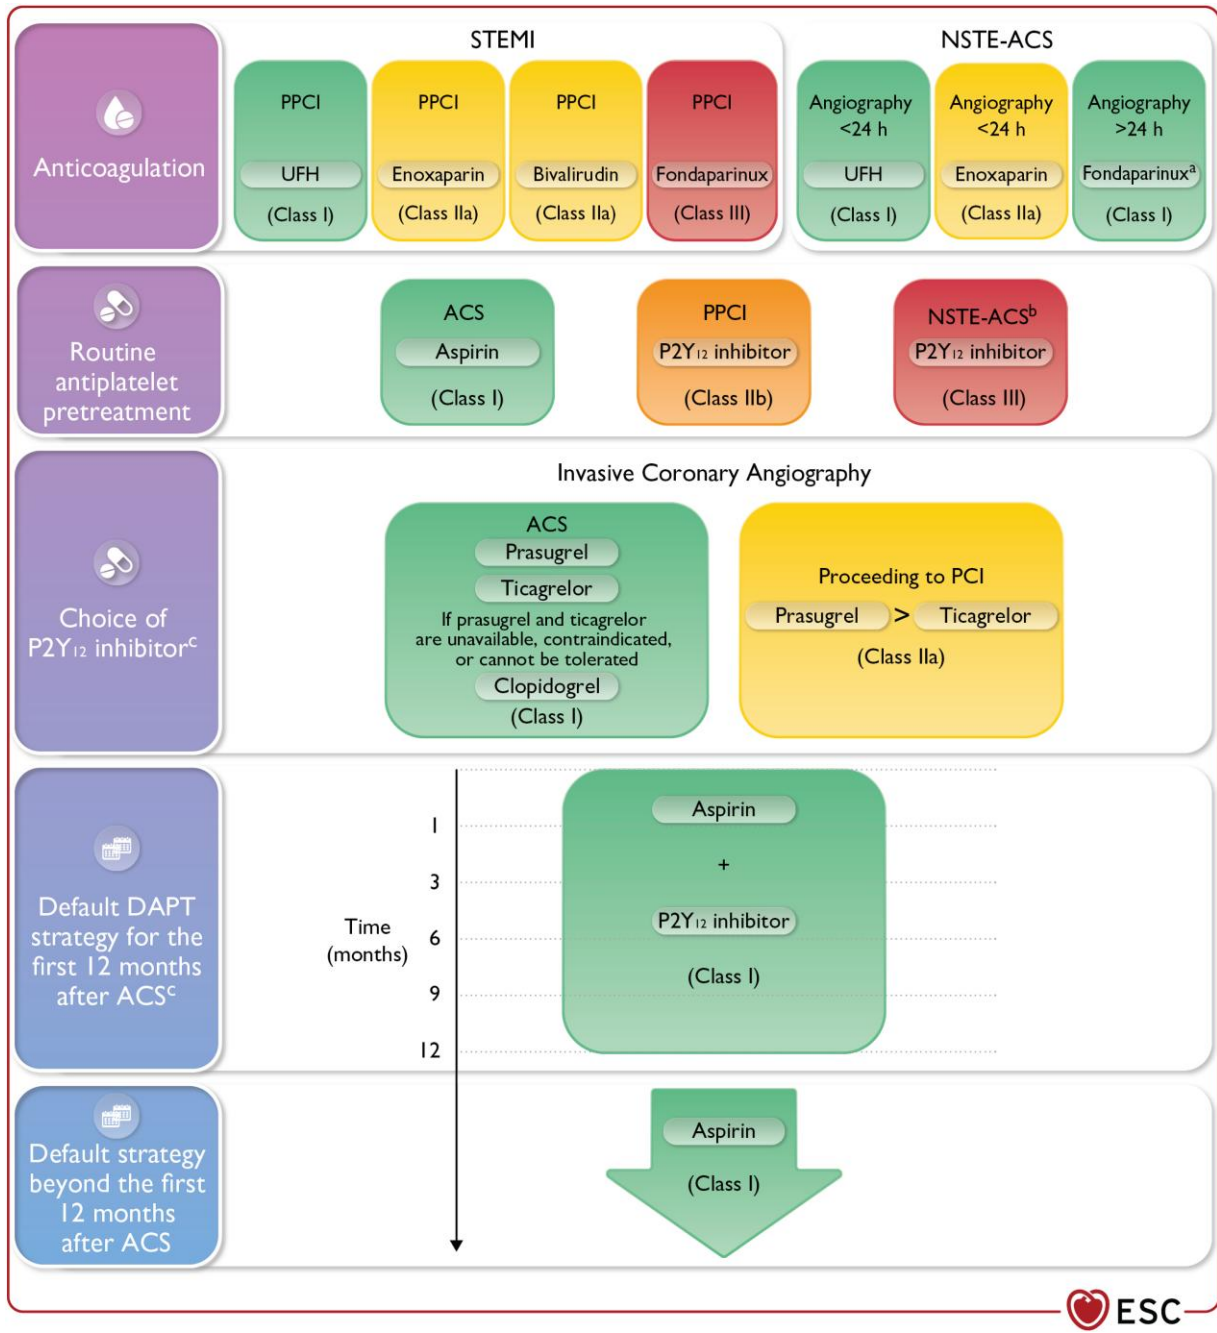 STEMI
NSTE-ACS
Anticoagulation
PPCI
UFH
(Class I)
PPCI
Enoxaparin
(Class IIa)
PPCI
Bivalirudin
(Class IIa)
PPCI
Fondaparinux
(Class III)
Angiography
<24 h
UFH
(Class I)
Angiography
<24 h
Enoxaparin
(Class IIa)
Angiography
>24 h
Fondaparinuxᵃ
(Class I)
Routine
antiplatelet
pretreatment
ACS
Aspirin
(Class I)
PPCI
P2Y₁₂ inhibitor
(Class IIb)
NSTE-ACSᵇ
P2Y₁₂ inhibitor
(Class III)
Choice of
P2Y₁₂ inhibitorᶜ
Invasive Coronary Angiography
ACS
Prasugrel
Ticagrelor
If prasugrel and ticagrelor
are unavailable, contraindicated,
or cannot be tolerated
Clopidogrel
(Class I)
Proceeding to PCI
Prasugrel > Ticagrelor
(Class IIa)
Default DAPT
strategy for the
first 12 months
after ACSᶜ
Time
(months)
1
3
6
9
12
Aspirin
+
P2Y₁₂ inhibitor
(Class I)
Default strategy
beyond the first
12 months
after ACS
Aspirin
(Class I)
ESC